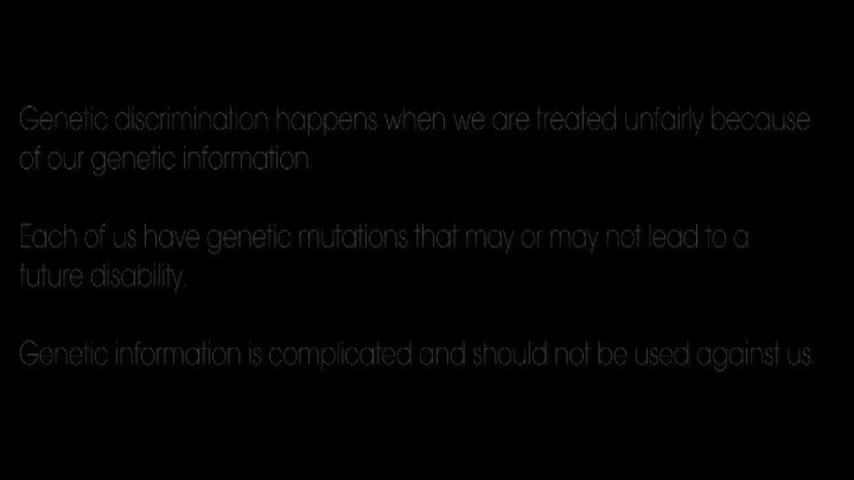 Genetic discrimination happens when we are treated unfairly because
of our genetic information.
Each of us have genetic mutations that may or may not lead to a
future disability.
Genetic information is complicated and should not be used against us.